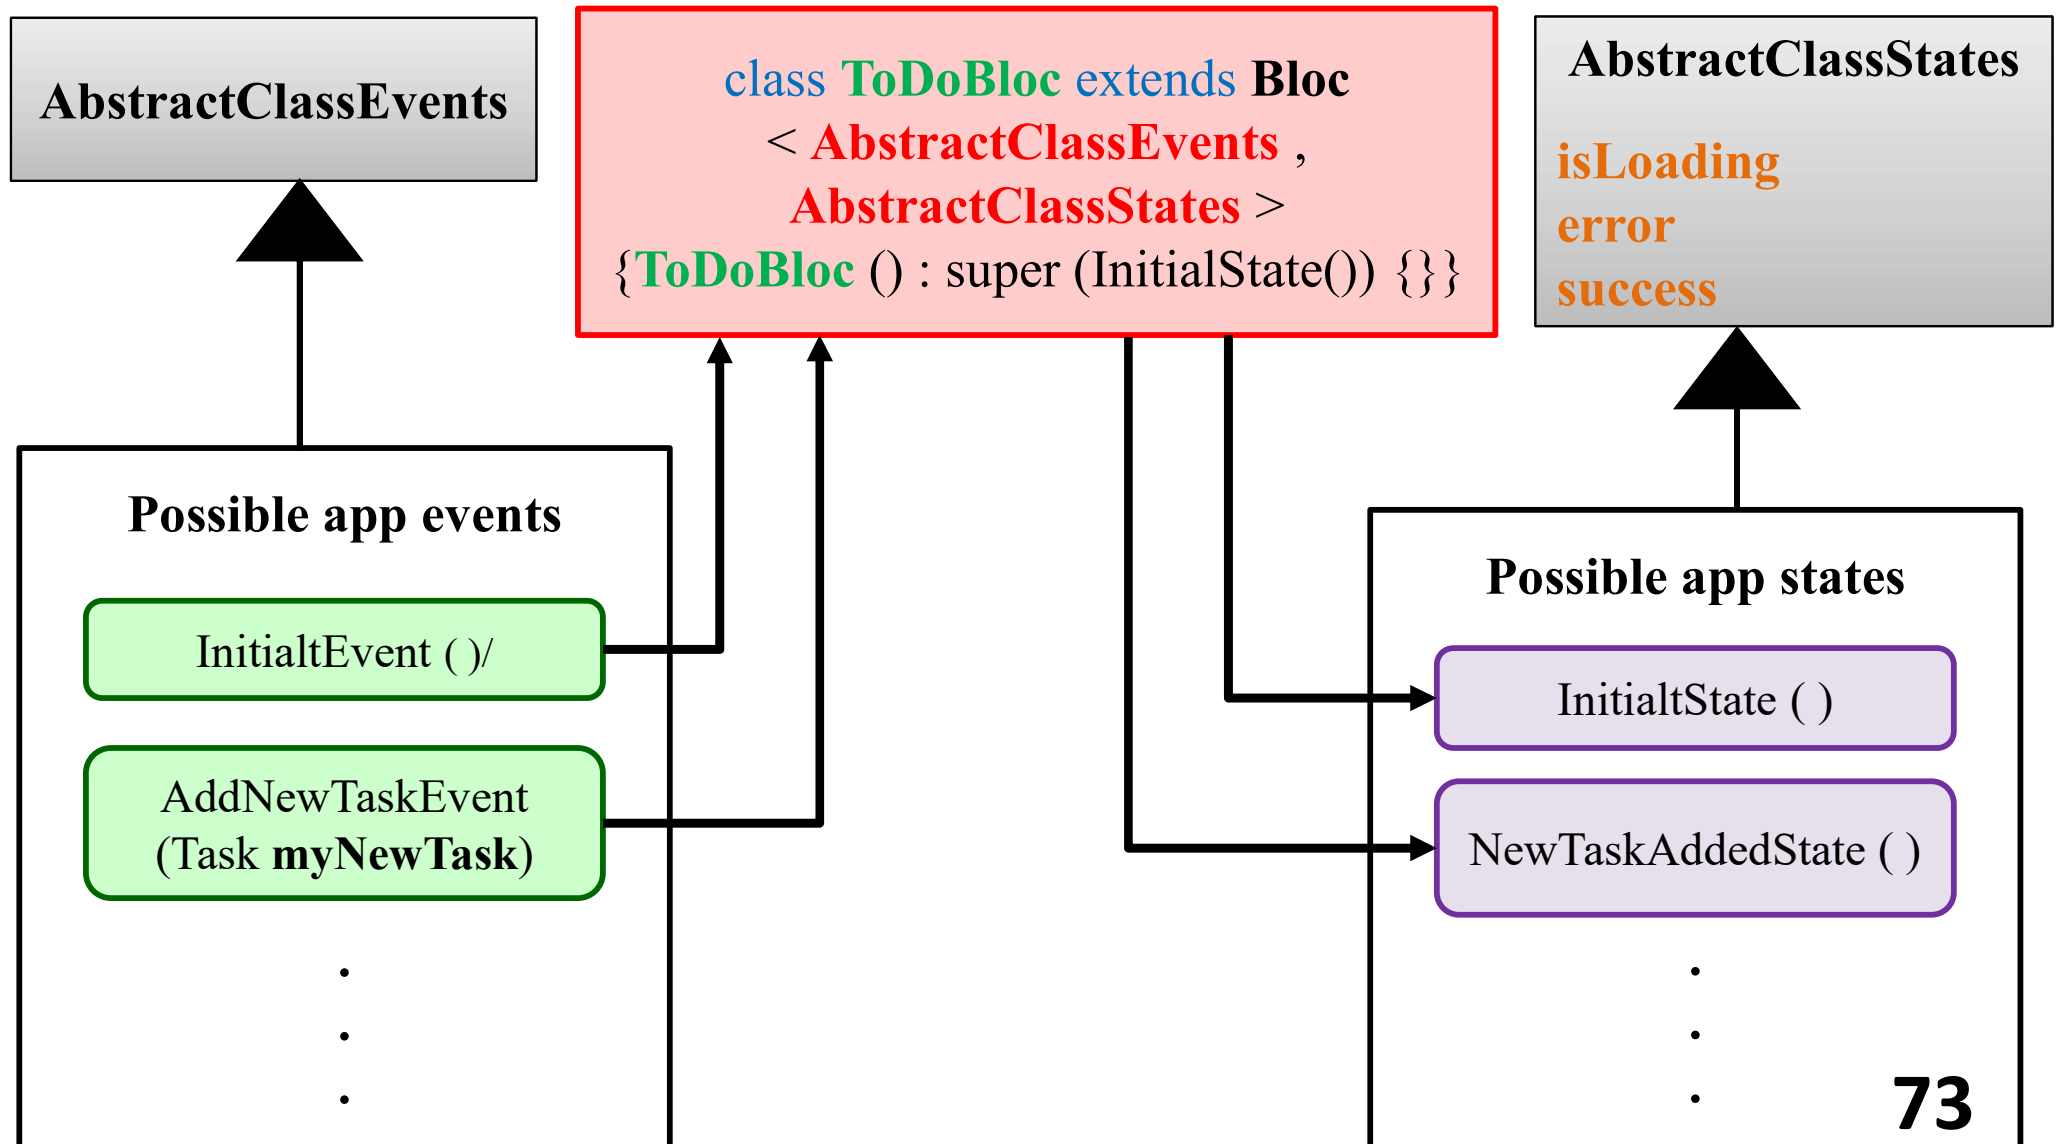 AbstractClassEvents
class ToDoBloc extends Bloc
< AbstractClassEvents ,
AbstractClassStates >
{ToDoBloc () : super (InitialState()) {}}
AbstractClassStates
isLoading
error
success
Possible app events
InitialtEvent ( )/
AddNewTaskEvent
(Task myNewTask)
.
.
.
Possible app states
InitialtState ( )
NewTaskAddedState ( )
.
.
.
73